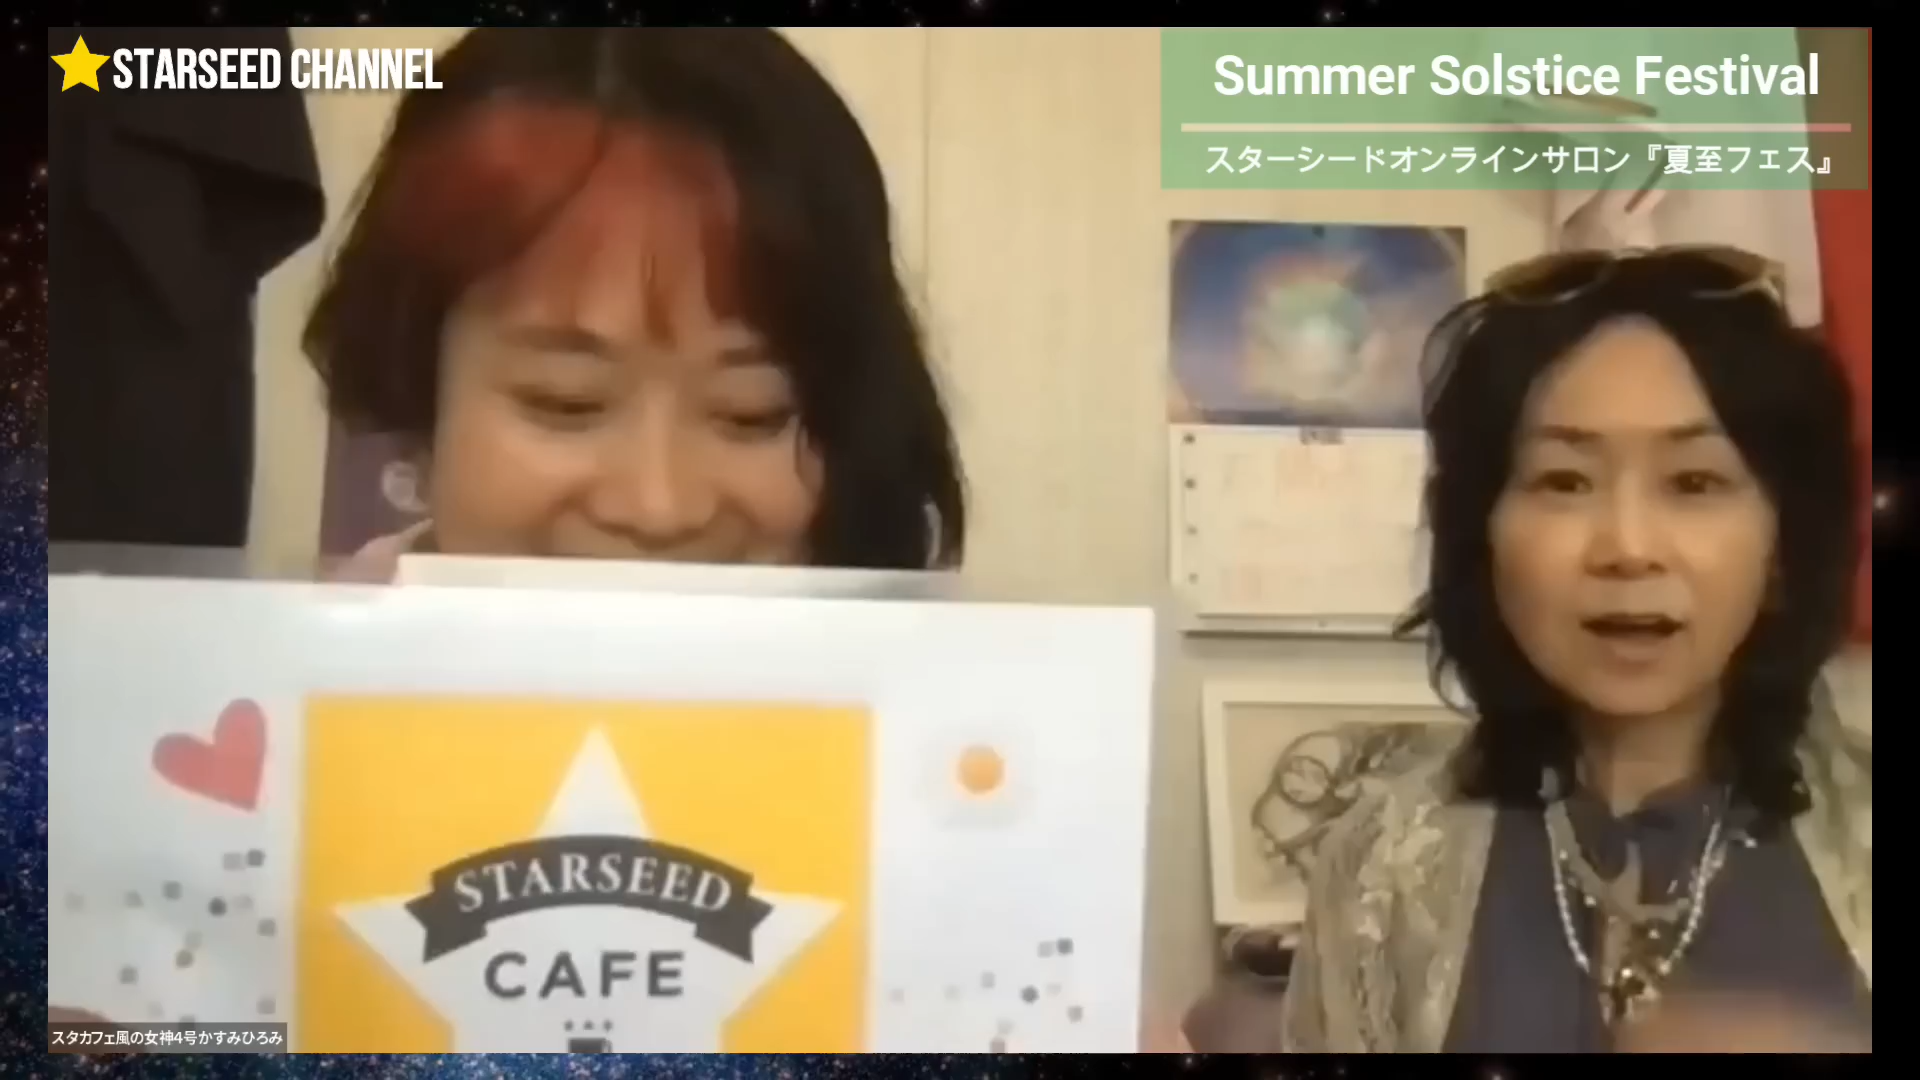 STARSEED CHANNEL
Summer Solstice Festival
スターシードオンラインサロン『夏至フェス』
STARSEED
CAFE
スタカフェ風の女神4号かすみひろみ